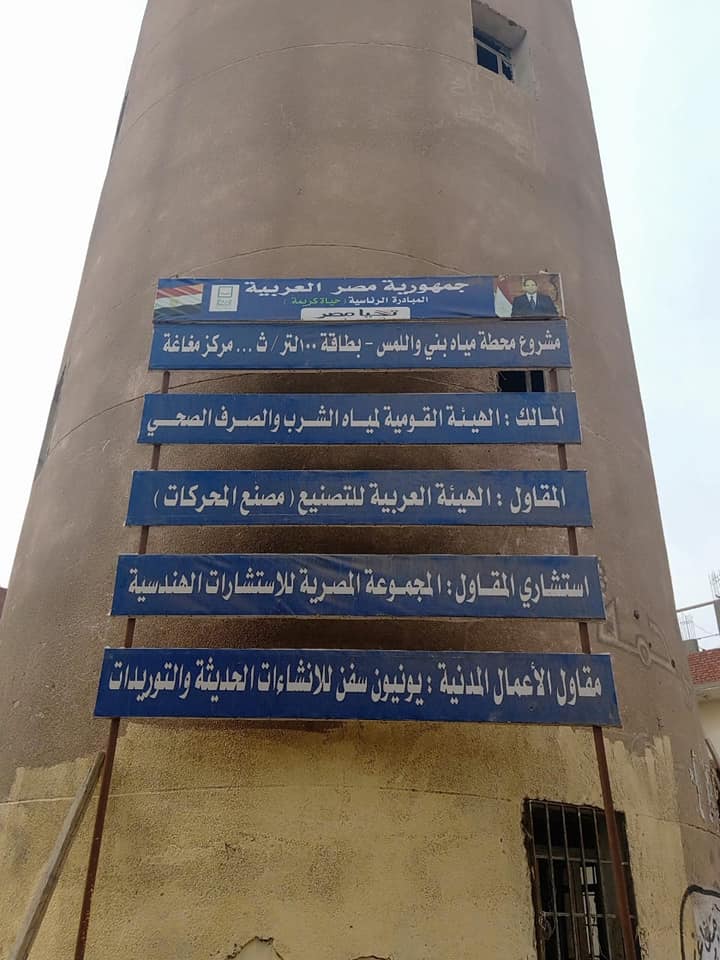 جمهورية مصر العربية
المبادرة الرئاسية (حياة كريمة)
تحيا مصر
مشروع محطة مياه بني واللمس - بطاقة ١٠٠ لتر / ث ... مركز مغاغة
المالك : الهيئة القومية لمياه الشرب والصرف الصحي
المقاول : الهيئة العربية للتصنيع (مصنع المحركات)
استشاري المقاول : المجموعة المصرية للاستشارات الهندسية
مقاول الأعمال المدنية : يونيون سفن للانشاءات الحديثة والتوريدات